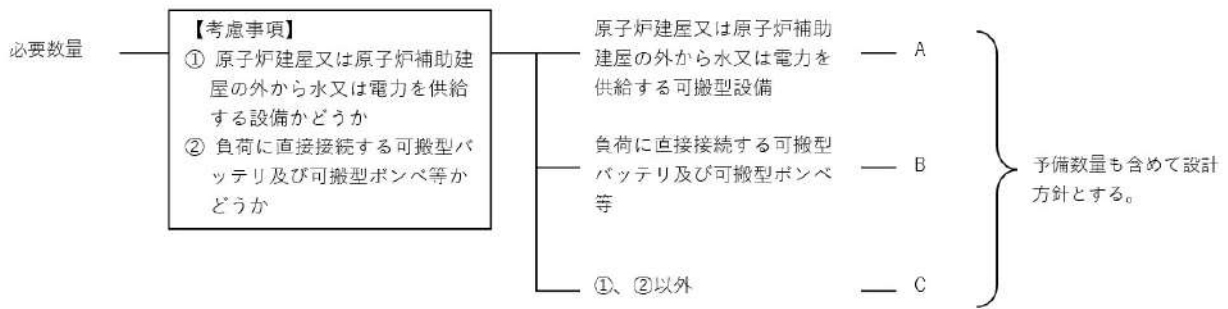 必要数量
【考慮事項】
① 原子炉建屋又は原子炉補助建
屋の外から水又は電力を供給
する設備かどうか
② 負荷に直接接続する可搬型バ
ッテリ及び可搬型ボンベ等か
どうか
原子炉建屋又は原子炉補助
建屋の外から水又は電力を
供給する可搬型設備
A
負荷に直接接続する可搬型
バッテリ及び可搬型ボンベ
等
B
①、②以外
C
予備数量も含めて設計
方針とする。